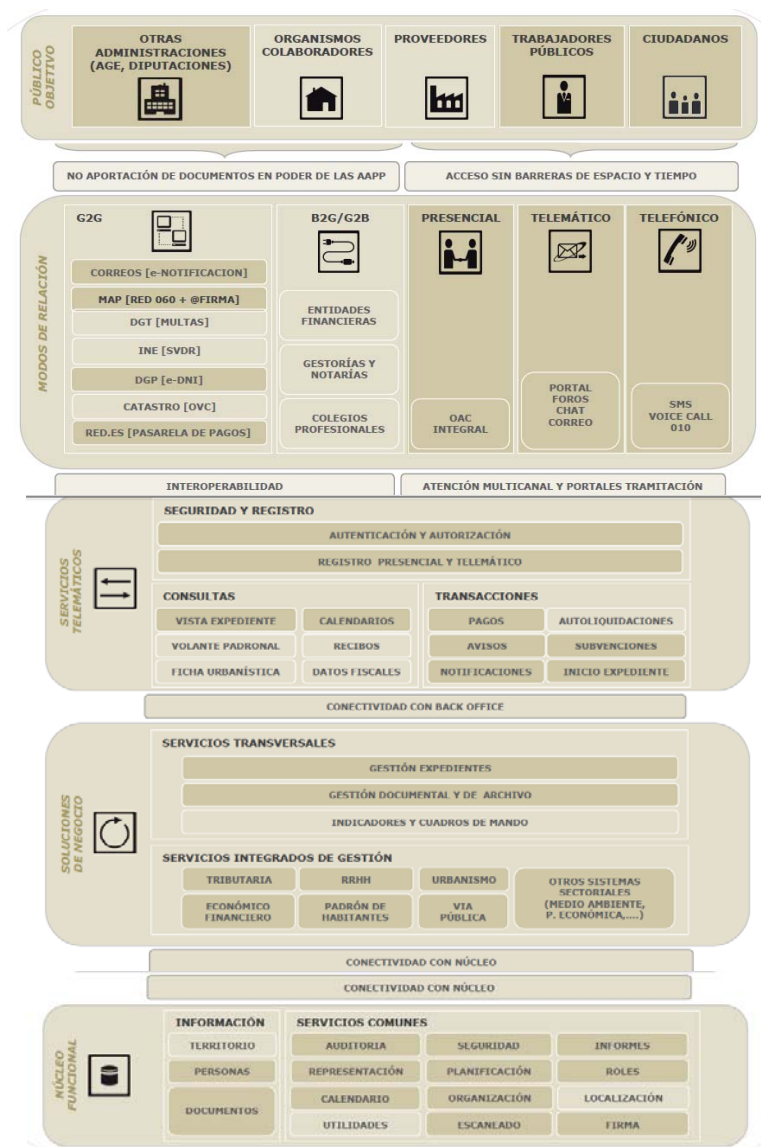 PÚBLICO
OBJETIVO
OTRAS
ADMINISTRACIONES
(AGE, DIPUTACIONES)
ORGANISMOS
COLABORADORES
PROVEEDORES
TRABAJADORES
PÚBLICOS
CIUDADANOS
NO APORTACIÓN DE DOCUMENTOS EN PODER DE LAS AAPP
ACCESO SIN BARRERAS DE ESPACIO Y TIEMPO
MODOS DE RELACIÓN
G2G
CORREOS [e-NOTIFICACION]
MAP [RED 060 + @FIRMA]
DGT [MULTAS]
INE [SVDR]
DGP [e-DNI]
CATASTRO [OVC]
RED.ES [PASARELA DE PAGOS]
B2G/G2B
ENTIDADES
FINANCIERAS
GESTORÍAS Y
NOTARÍAS
COLEGIOS
PROFESIONALES
PRESENCIAL
OAC
INTEGRAL
TELEMÁTICO
PORTAL
FOROS
CHAT
CORREO
TELEFÓNICO
SMS
VOICE CALL
010
INTEROPERABILIDAD
ATENCIÓN MULTICANAL Y PORTALES TRAMITACIÓN
SERVICIOS
TELEMÁTICOS
SEGURIDAD Y REGISTRO
AUTENTICACIÓN Y AUTORIZACIÓN
REGISTRO PRESENCIAL Y TELEMÁTICO
CONSULTAS
VISTA EXPEDIENTE
CALENDARIOS
VOLANTE PADRONAL
RECIBOS
FICHA URBANÍSTICA
DATOS FISCALES
TRANSACCIONES
PAGOS
AUTOLIQUIDACIONES
AVISOS
SUBVENCIONES
NOTIFICACIONES
INICIO EXPEDIENTE
CONECTIVIDAD CON BACK OFFICE
SOLUCIONES
DE NEGOCIO
SERVICIOS TRANSVERSALES
GESTIÓN EXPEDIENTES
GESTIÓN DOCUMENTAL Y DE ARCHIVO
INDICADORES Y CUADROS DE MANDO
SERVICIOS INTEGRADOS DE GESTIÓN
TRIBUTARIA
RRHH
URBANISMO
ECONÓMICO
FINANCIERO
PADRÓN DE
HABITANTES
VIA
PÚBLICA
OTROS SISTEMAS
SECTORIALES
(MEDIO AMBIENTE,
P. ECONÓMICA,....)
CONECTIVIDAD CON NÚCLEO
CONECTIVIDAD CON NÚCLEO
NÚCLEO
FUNCIONAL
INFORMACIÓN
TERRITORIO
PERSONAS
DOCUMENTOS
SERVICIOS COMUNES
AUDITORIA
SEGURIDAD
INFORMES
REPRESENTACIÓN
PLANIFICACIÓN
ROLES
CALENDARIO
ORGANIZACIÓN
LOCALIZACIÓN
UTILIDADES
ESCANEADO
FIRMA